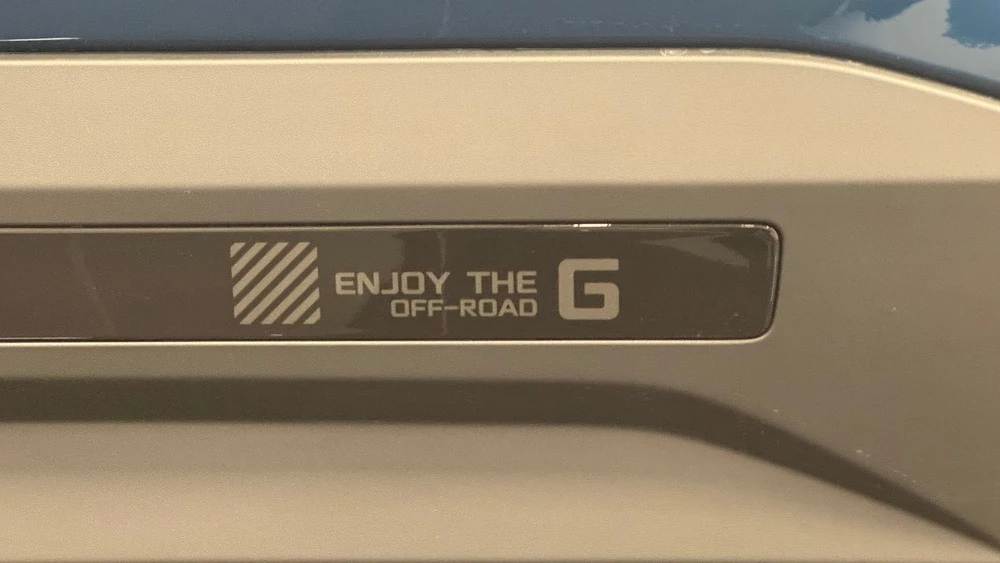 ENJOY THE
OFF-ROAD
G